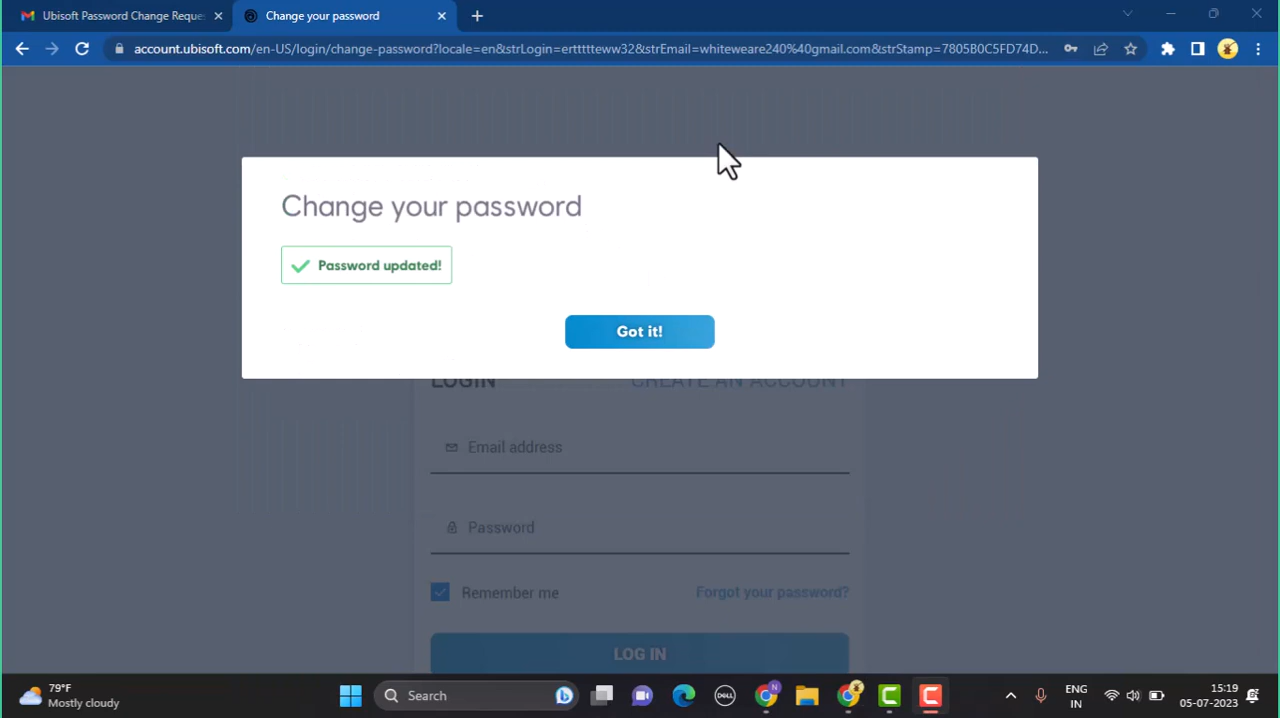 Ubisoft Password Change Reque
Change your password
account.ubisoft.com/en-US/login/change-password?locale=en&strLogin=erttttteww32&strEmail=whiteweare240%40gmail.com&strStamp=7805B0C5FD74D...
Change your password
Password updated!
Got it!
LOGIN
CREATE AN ACCOUNT
Email address
Password
Remember me
Forgot your password?
LOG IN
79°F
Mostly cloudy
Search
DELL
N
ENG
IN
15:19
05-07-2023